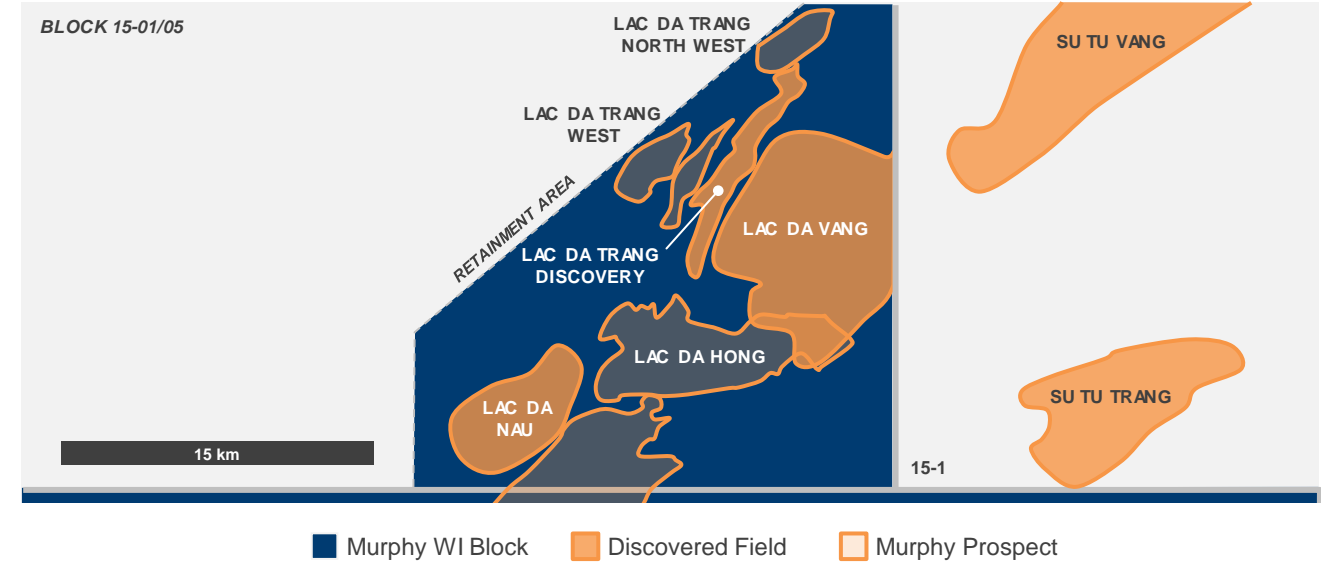 BLOCK 15-01/05
LAC DA TRANG
NORTH WEST
SU TU VANG
LAC DA TRANG
WEST
RETAINMENT AREA
LAC DA VANG
LAC DA TRANG
DISCOVERY
LAC DA HONG
LAC DA
NAU
SU TU TRANG
15 km
15-1
Murphy WI Block
Discovered Field
Murphy Prospect